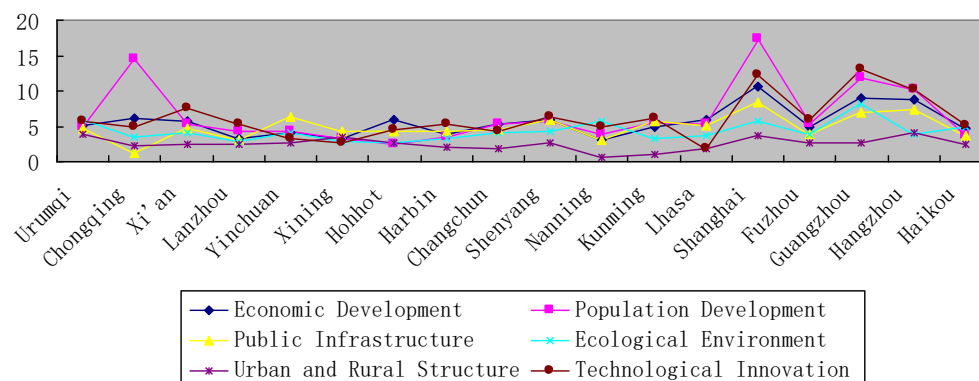 20
15
10
5
0
Urumqi
Chongqing
Xi'an
Lanzhou
Yinchuan
Xining
Hohhot
Harbin
Changchun
Shenyang
Nanning
Kunming
Lhasa
Shanghai
Fuzhou
Guangzhou
Hangzhou
Haikou
Economic Development
Population Development
Public Infrastructure
Ecological Environment
Urban and Rural Structure
Technological Innovation